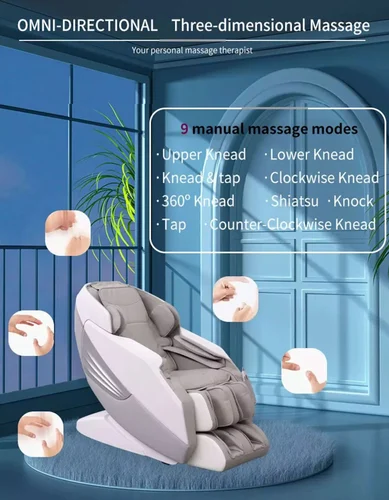 OMNI-DIRECTIONAL Three-dimensional Massage
Your personal massage therapist
9 manual massage modes
·Upper Knead ·Lower Knead
·Knead & tap ·Clockwise Knead
·360º Knead ·Shiatsu ·Knock
·Tap ·Counter-Clockwise Knead